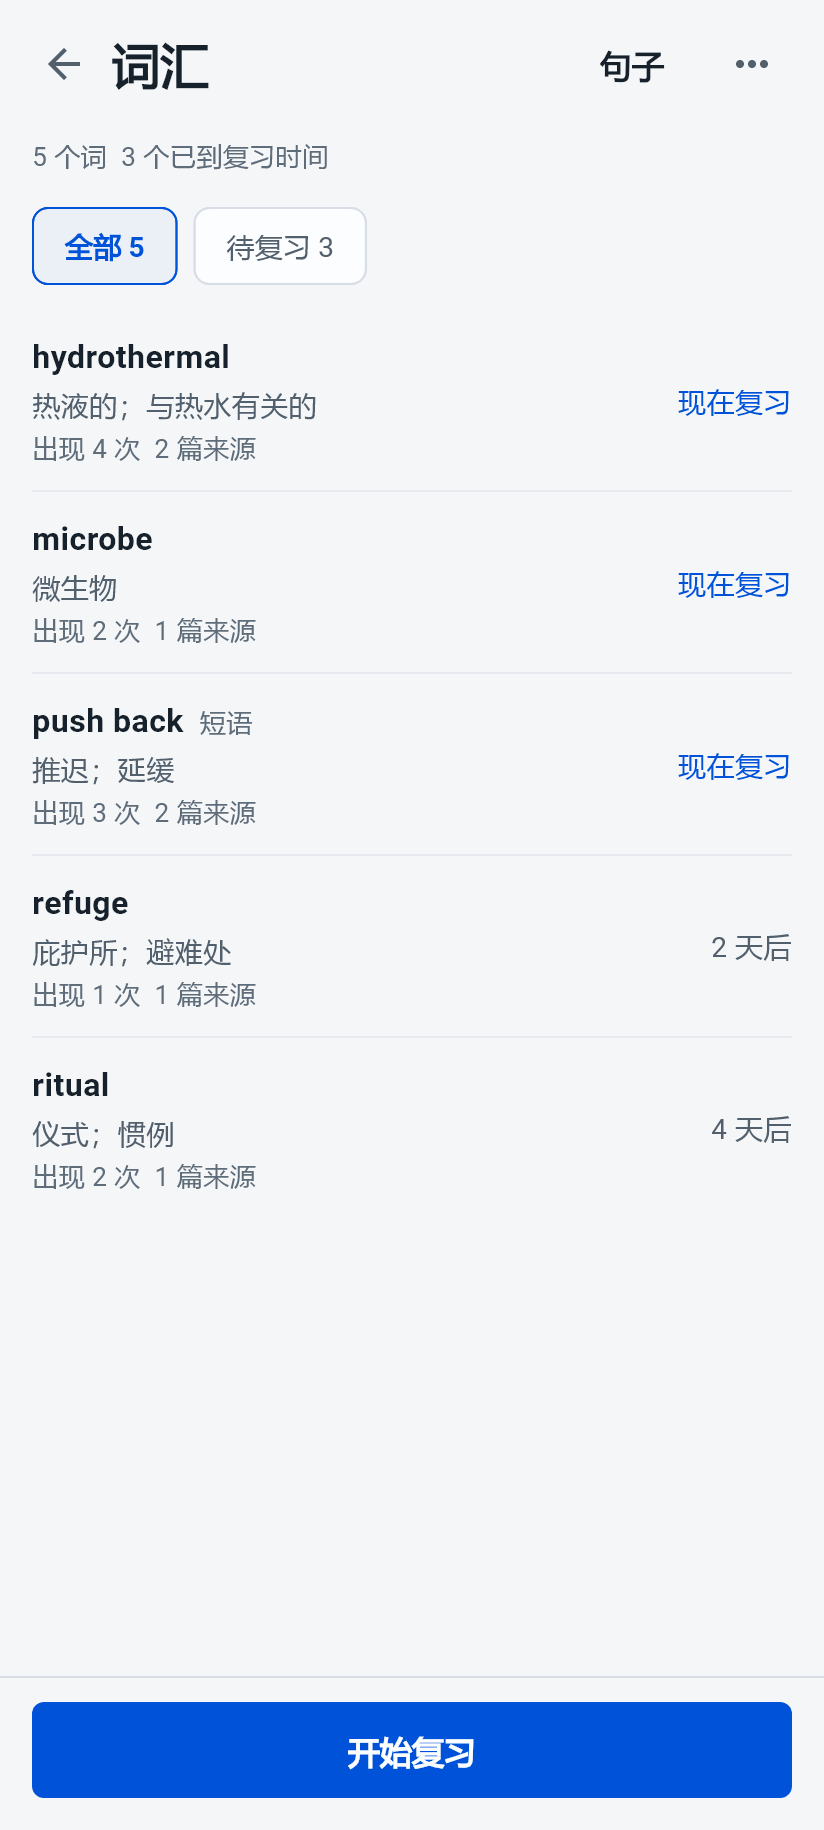 词汇 句子
5 个词 3 个已到复习时间
全部 5 待复习 3
hydrothermal
热液的；与热水有关的
现在复习
出现 4 次 2 篇来源
microbe
微生物
现在复习
出现 2 次 1 篇来源
push back 短语
推迟；延缓
现在复习
出现 3 次 2 篇来源
refuge
庇护所；避难处
2 天后
出现 1 次 1 篇来源
ritual
仪式；惯例
4 天后
出现 2 次 1 篇来源
开始复习